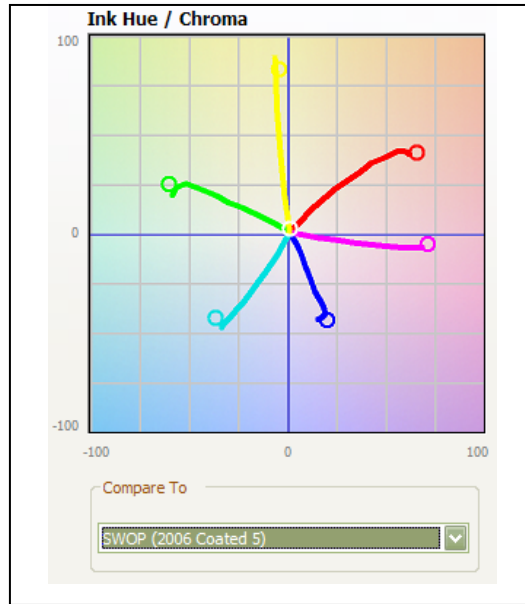 Ink Hue / Chroma
100
0
-100
-100 0 100
Compare To
SWOP (2006 Coated 5)